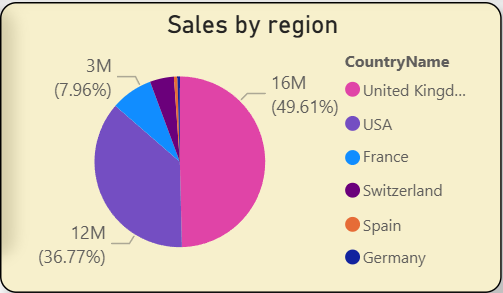 Sales by region
3M
(7.96%)
16M
(49.61%)
12M
(36.77%)
CountryName
United Kingd...
USA
France
Switzerland
Spain
Germany